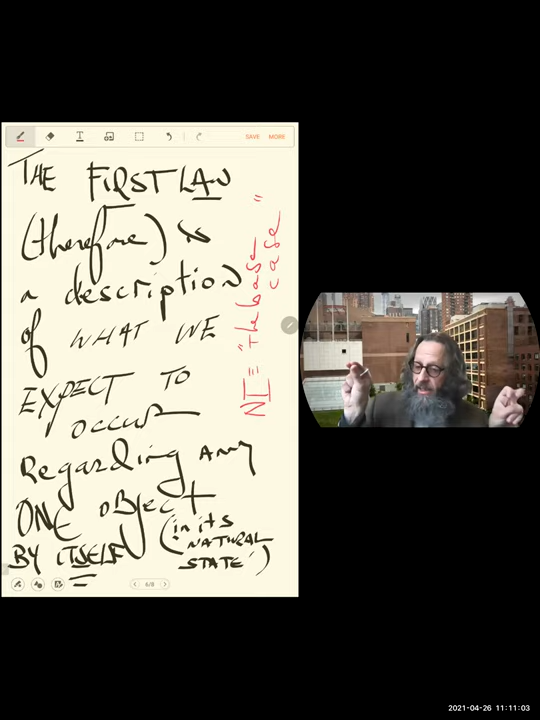 SAVE MORE
THE FIRST LAW
(therefore) is
a description
of WHAT WE
EXPECT TO
OCCUR
Regarding ANY
ONE object
BY ITSELF (in its
"NATURAL
STATE")
NI = "the base
case"
6/8
2021-04-26 11:11:03